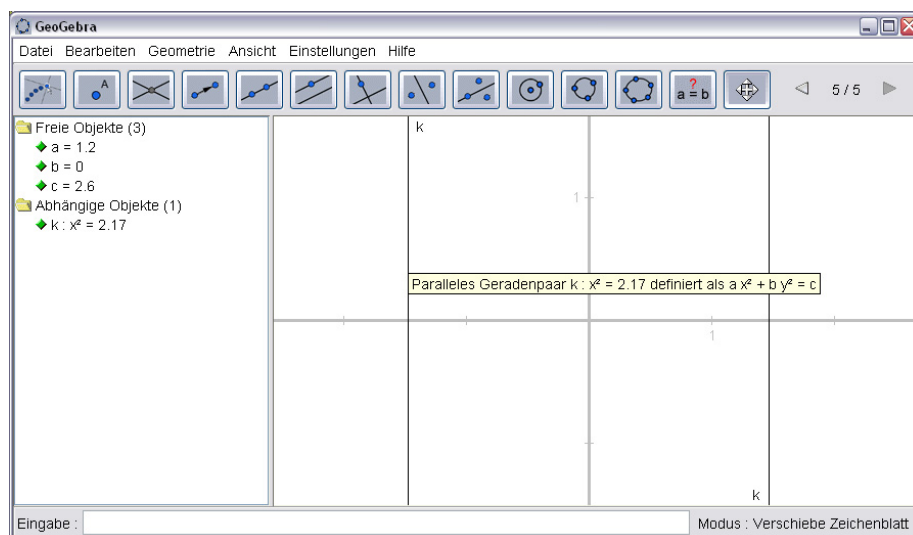 GeoGebra
Datei Bearbeiten Geometrie Ansicht Einstellungen Hilfe
A
?
a = b
5 / 5
Freie Objekte (3)
a = 1.2
b = 0
c = 2.6
Abhängige Objekte (1)
k : x² = 2.17
k
1
Paralleles Geradenpaar k : x² = 2.17 definiert als a x² + b y² = c
1
k
Eingabe :
Modus : Verschiebe Zeichenblatt